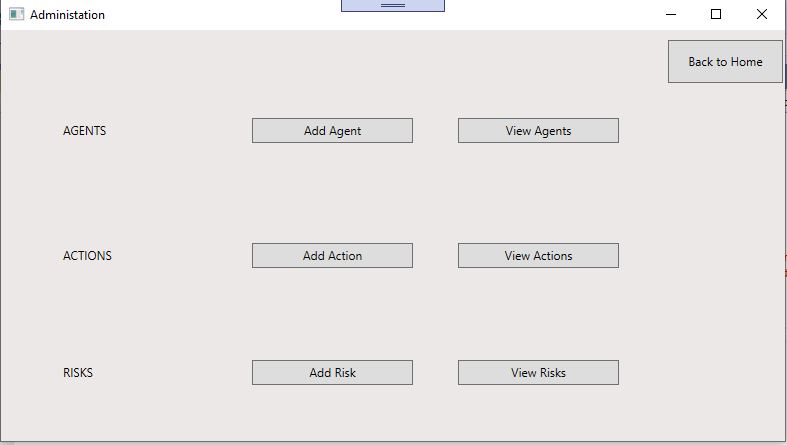 Administation
Back to Home
AGENTS Add Agent View Agents
ACTIONS Add Action View Actions
RISKS Add Risk View Risks